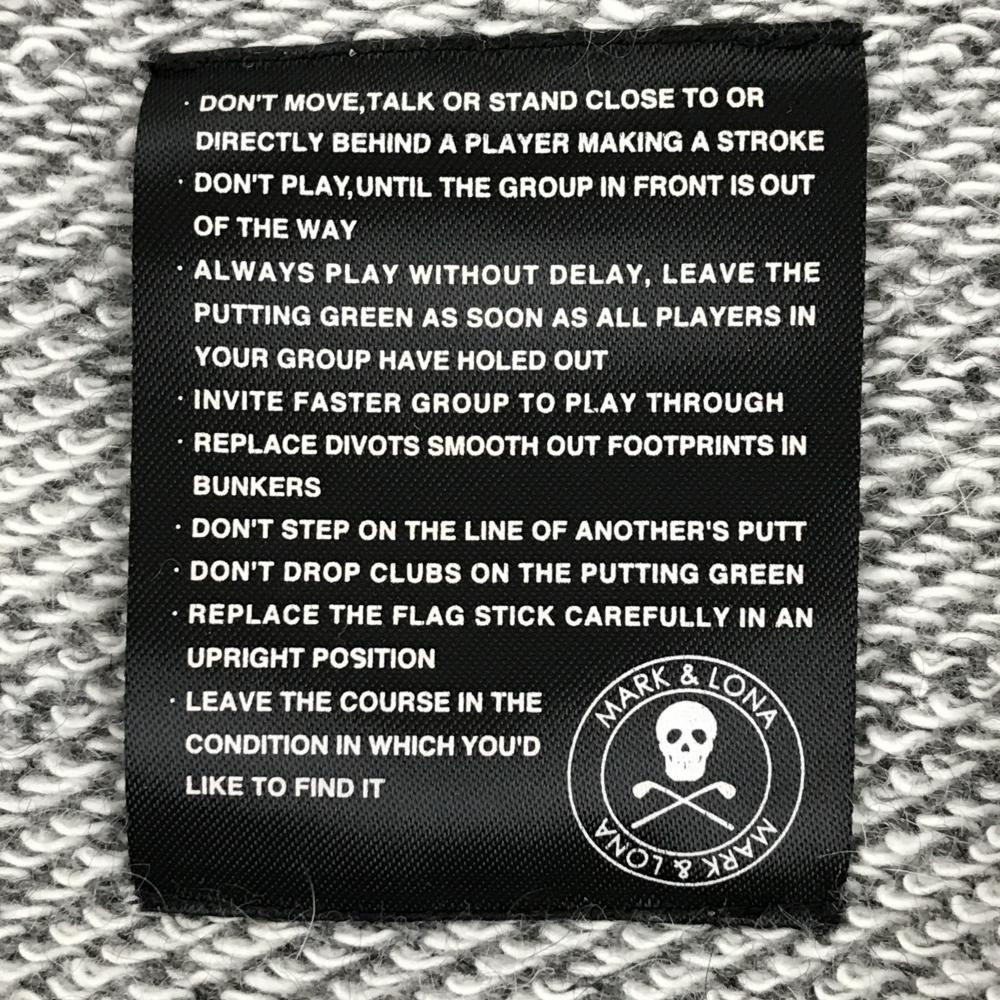 · DON'T MOVE,TALK OR STAND CLOSE TO OR
DIRECTLY BEHIND A PLAYER MAKING A STROKE
· DON'T PLAY,UNTIL THE GROUP IN FRONT IS OUT
OF THE WAY
· ALWAYS PLAY WITHOUT DELAY, LEAVE THE
PUTTING GREEN AS SOON AS ALL PLAYERS IN
YOUR GROUP HAVE HOLED OUT
· INVITE FASTER GROUP TO PLAY THROUGH
· REPLACE DIVOTS SMOOTH OUT FOOTPRINTS IN
BUNKERS
· DON'T STEP ON THE LINE OF ANOTHER'S PUTT
· DON'T DROP CLUBS ON THE PUTTING GREEN
· REPLACE THE FLAG STICK CAREFULLY IN AN
UPRIGHT POSITION
· LEAVE THE COURSE IN THE
CONDITION IN WHICH YOU'D
LIKE TO FIND IT
MARK & LONA
MARK & LONA